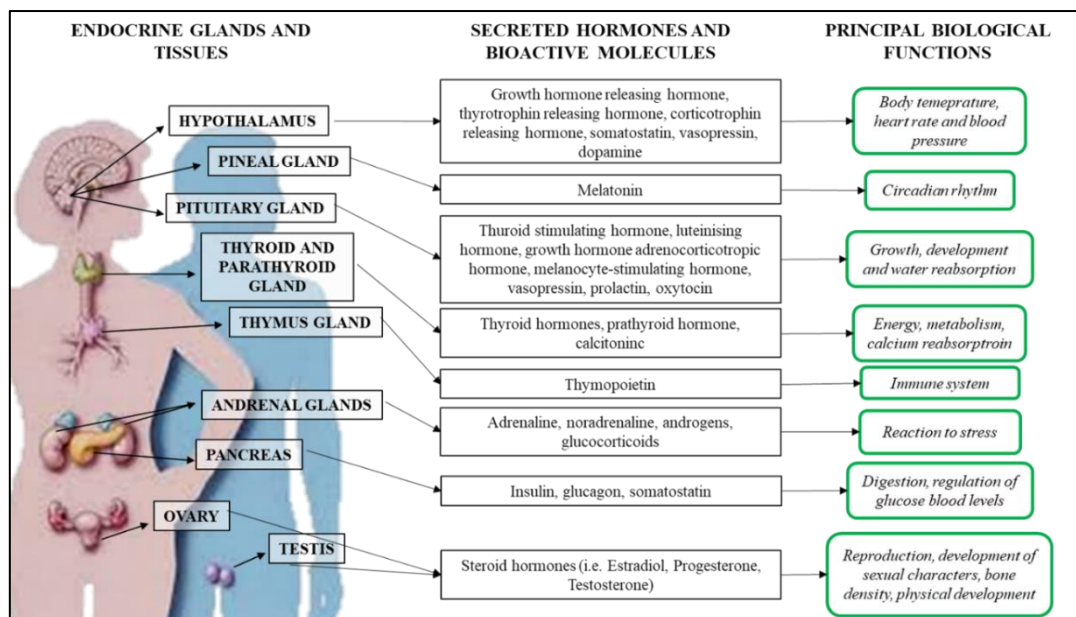 ENDOCRINE GLANDS AND
TISSUES
SECRETED HORMONES AND
BIOACTIVE MOLECULES
PRINCIPAL BIOLOGICAL
FUNCTIONS
HYPOTHALAMUS
Growth hormone releasing hormone,
thyrotrophin releasing hormone, corticotrophin
releasing hormone, somatostatin, vasopressin,
dopamine
Body temeprature,
heart rate and blood
pressure
PINEAL GLAND
Melatonin
Circadian rhythm
PITUITARY GLAND
Thuroid stimulating hormone, luteinising
hormone, growth hormone adrenocorticotropic
hormone, melanocyte-stimulating hormone,
vasopressin, prolactin, oxytocin
Growth, development
and water reabsorption
THYROID AND
PARATHYROID
GLAND
Thyroid hormones, prathyroid hormone,
calcitoninc
Energy, metabolism,
calcium reabsorptroin
THYMUS GLAND
Thymopoietin
Immune system
ANDRENAL GLANDS
Adrenaline, noradrenaline, androgens,
glucocorticoids
Reaction to stress
PANCREAS
Insulin, glucagon, somatostatin
Digestion, regulation of
glucose blood levels
OVARY
TESTIS
Steroid hormones (i.e. Estradiol, Progesterone,
Testosterone)
Reproduction, development of
sexual characters, bone
density, physical development